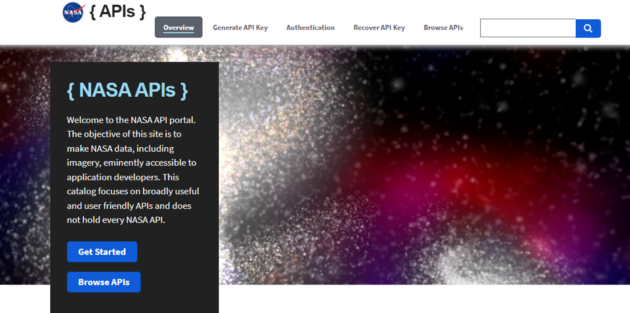 NASA { APIs }
Overview Generate API Key Authentication Recover API Key Browse APIs
{ NASA APIs }
Welcome to the NASA API portal.
The objective of this site is to
make NASA data, including
imagery, eminently accessible to
application developers. This
catalog focuses on broadly useful
and user friendly APIs and does
not hold every NASA API.
Get Started
Browse APIs